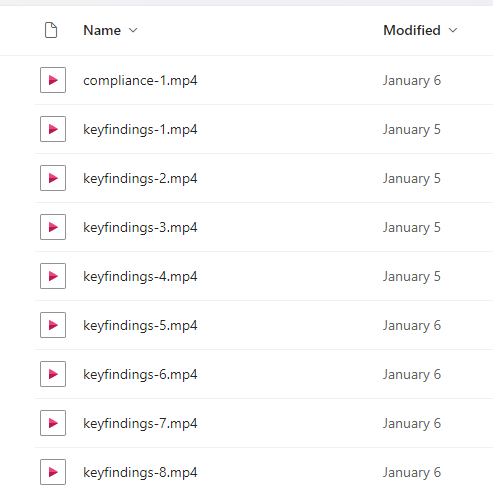 Name Modified
compliance-1.mp4 January 6
keyfindings-1.mp4 January 5
keyfindings-2.mp4 January 5
keyfindings-3.mp4 January 5
keyfindings-4.mp4 January 5
keyfindings-5.mp4 January 6
keyfindings-6.mp4 January 6
keyfindings-7.mp4 January 6
keyfindings-8.mp4 January 6